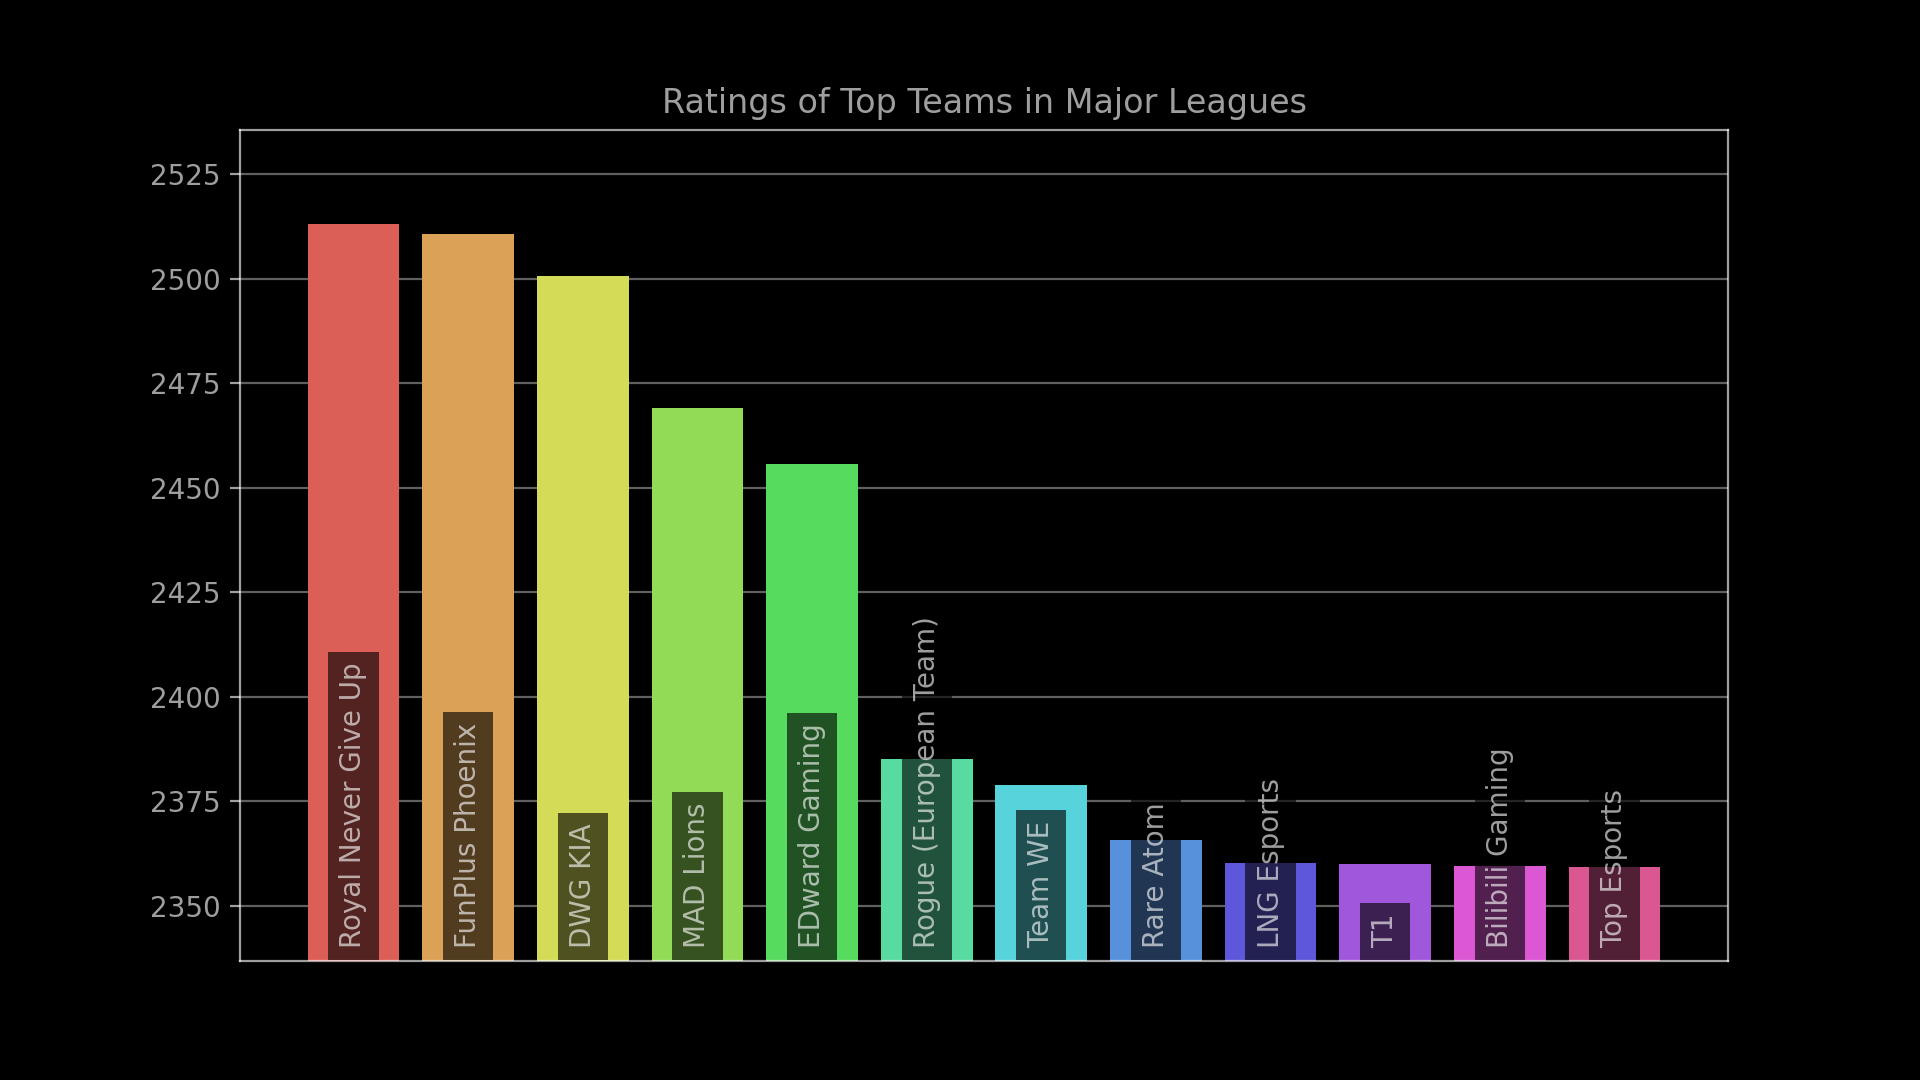 Ratings of Top Teams in Major Leagues
2525
2500
2475
2450
2425
2400
2375
2350
Royal Never Give Up
FunPlus Phoenix
DWG KIA
MAD Lions
EDward Gaming
Rogue (European Team)
Team WE
Rare Atom
LNG Esports
T1
Bilibili Gaming
Top Esports